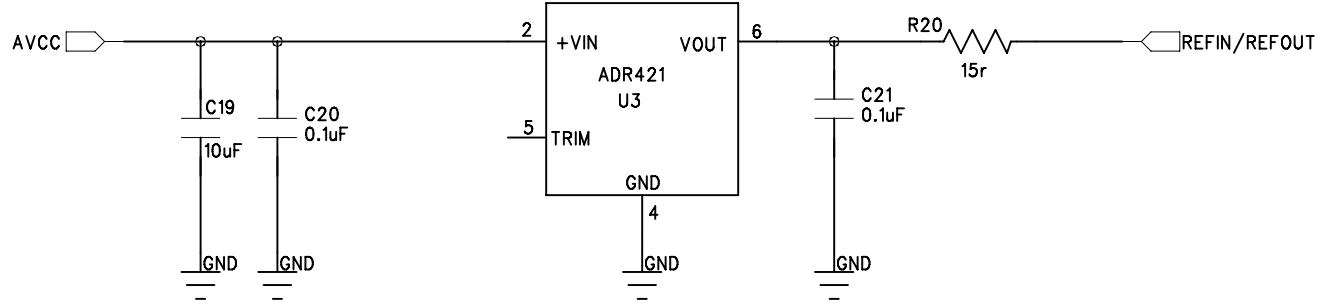 AVCC
2
+VIN
VOUT
6
R20
15r
REFIN/REFOUT
ADR421
U3
C19
10uF
C20
0.1uF
5
TRIM
C21
0.1uF
GND
4
GND
GND
GND
GND